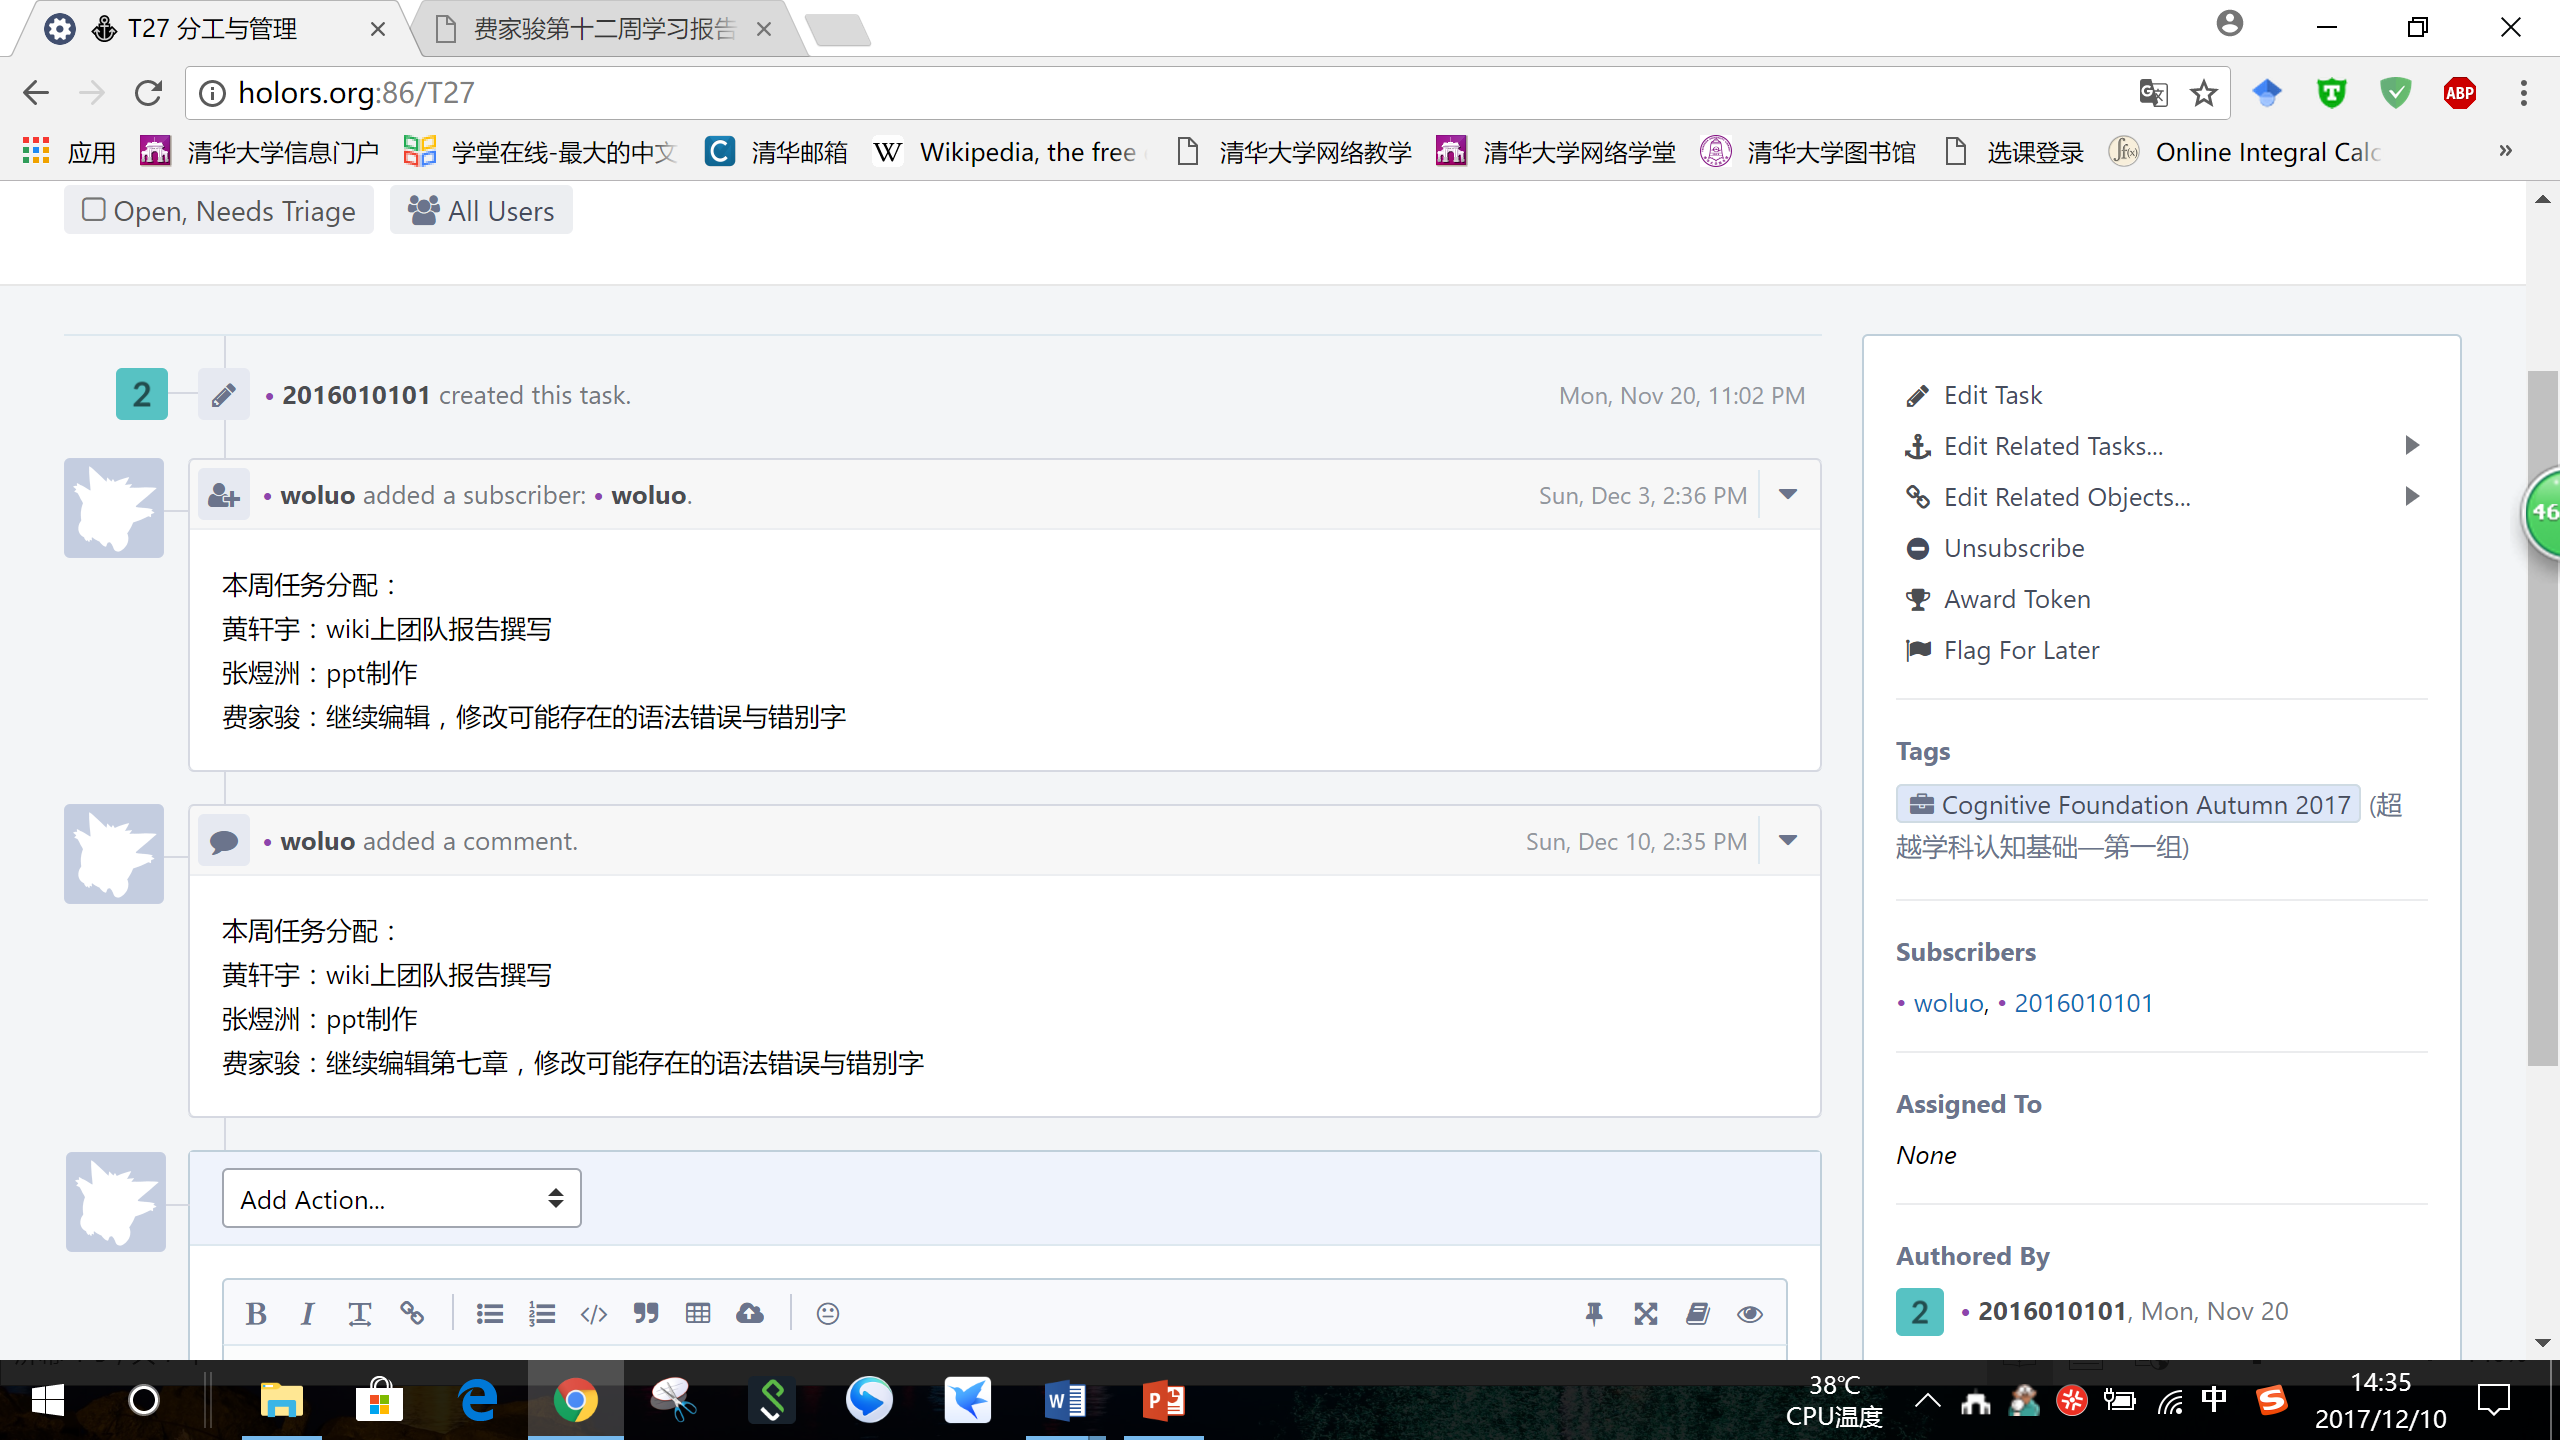 T27 分工与管理
费家骏第十二周学习报告
holors.org:86/T27
ABP
应用
清华大学信息门户
学堂在线-最大的中文
C 清华邮箱
W Wikipedia, the free
清华大学网络教学
清华大学网络学堂
清华大学图书馆
选课登录
Online Integral Calc
»
Open, Needs Triage
All Users
2
• 2016010101 created this task.
Mon, Nov 20, 11:02 PM
• woluo added a subscriber: • woluo.
Sun, Dec 3, 2:36 PM
本周任务分配：
黄轩宇：wiki上团队报告撰写
张煜洲：ppt制作
费家骏：继续编辑，修改可能存在的语法错误与错别字
• woluo added a comment.
Sun, Dec 10, 2:35 PM
本周任务分配：
黄轩宇：wiki上团队报告撰写
张煜洲：ppt制作
费家骏：继续编辑第七章，修改可能存在的语法错误与错别字
Add Action...
B I T
Edit Task
Edit Related Tasks...
Edit Related Objects...
Unsubscribe
Award Token
Flag For Later
Tags
Cognitive Foundation Autumn 2017 (超
越学科认知基础—第一组)
Subscribers
• woluo, • 2016010101
Assigned To
None
Authored By
2 • 2016010101, Mon, Nov 20
46
38℃
CPU温度
中
14:35
2017/12/10